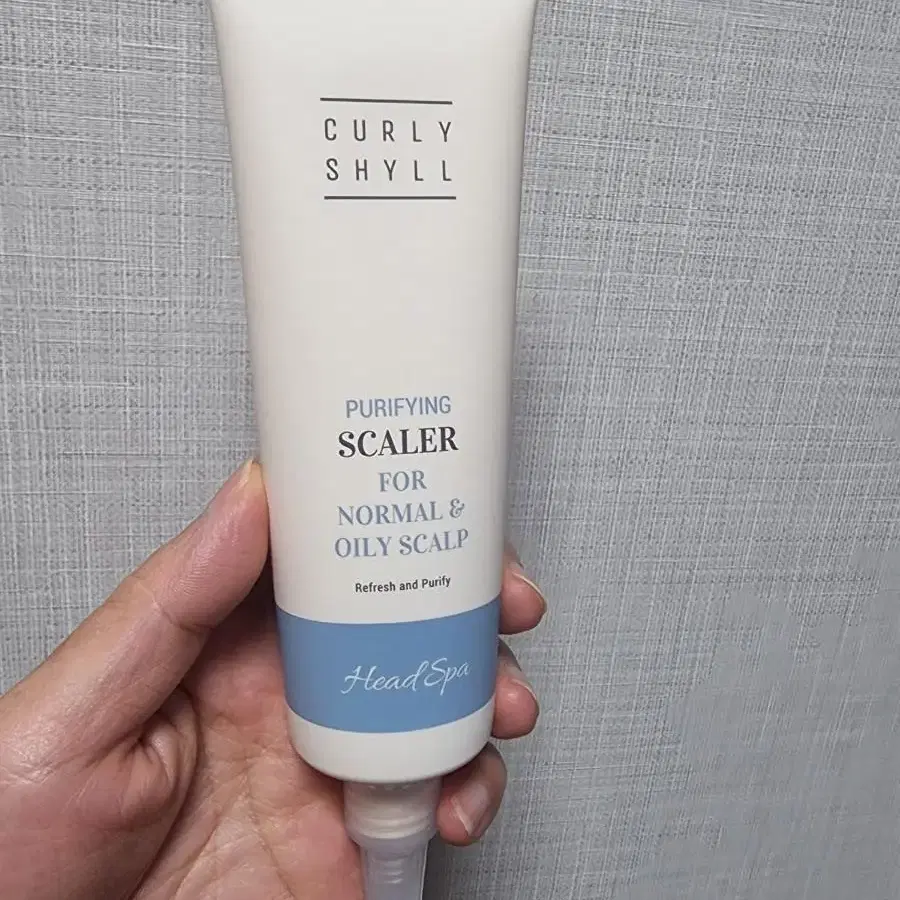 CURLY
SHYLL
PURIFYING
SCALER
FOR
NORMAL &
OILY SCALP
Refresh and Purify
Head Spa